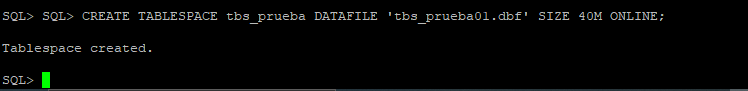 SQL> SQL> CREATE TABLESPACE tbs_prueba DATAFILE 'tbs_prueba01.dbf' SIZE 40M ONLINE;
Tablespace created.
SQL>